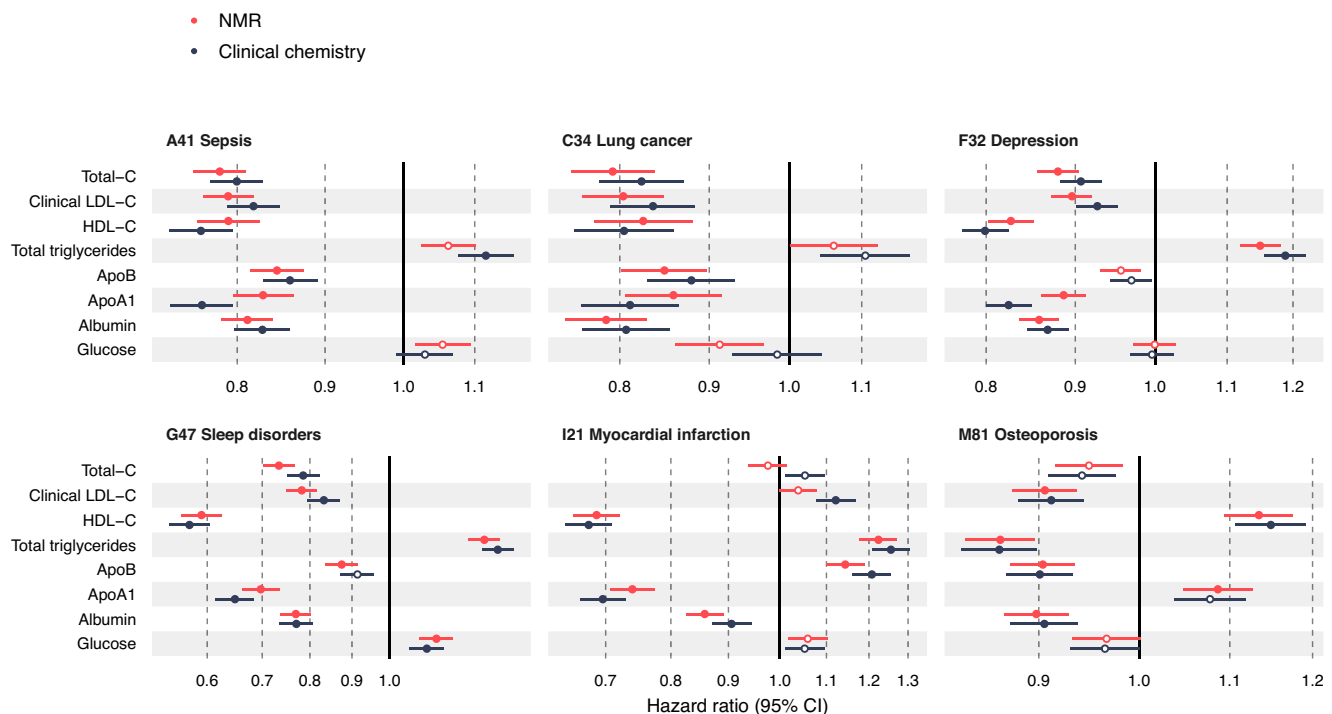 NMR
Clinical chemistry
A41 Sepsis
C34 Lung cancer
F32 Depression
Total-C
Clinical LDL-C
HDL-C
Total triglycerides
ApoB
ApoA1
Albumin
Glucose
0.8 0.9 1.0 1.1
0.8 0.9 1.0 1.1
0.8 0.9 1.0 1.1 1.2
G47 Sleep disorders
I21 Myocardial infarction
M81 Osteoporosis
Total-C
Clinical LDL-C
HDL-C
Total triglycerides
ApoB
ApoA1
Albumin
Glucose
0.6 0.7 0.8 0.9 1.0
0.7 0.8 0.9 1.0 1.1 1.2 1.3
0.9 1.0 1.1 1.2
Hazard ratio (95% CI)